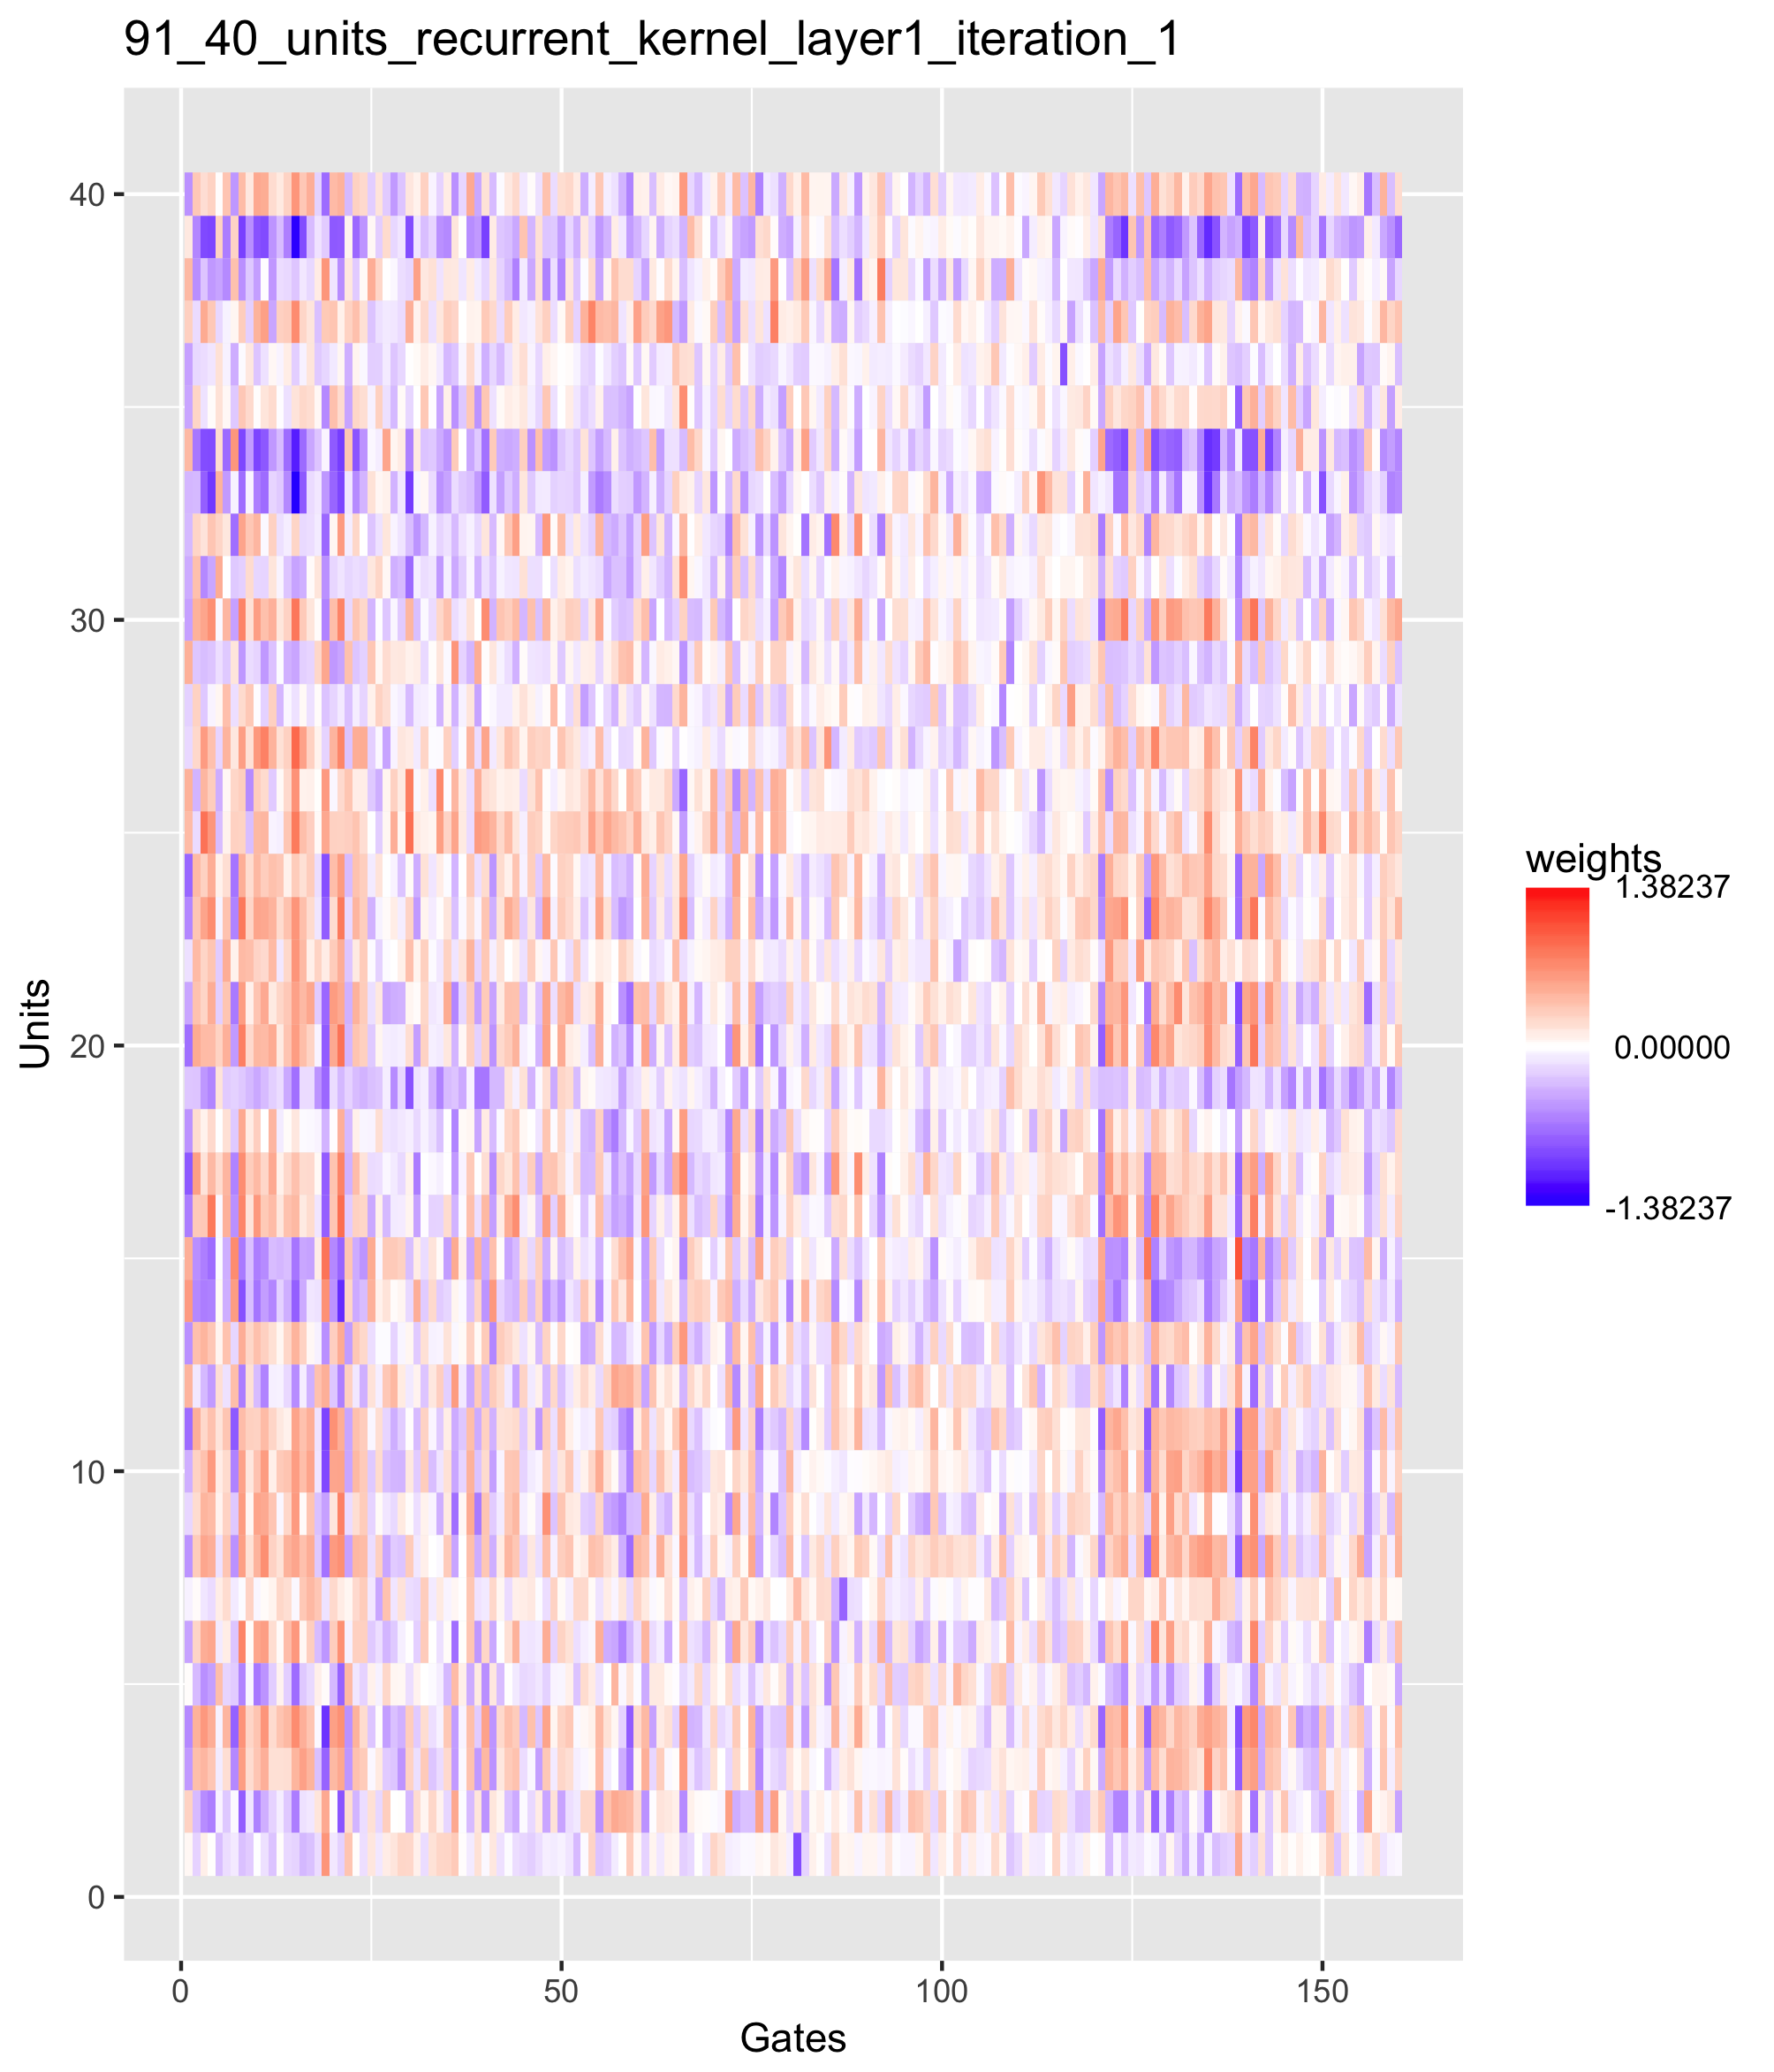 91_40_units_recurrent_kernel_layer1_iteration_1
40
30
20
10
0
Units
0 50 100 150
Gates
weights
1.38237
0.00000
-1.38237